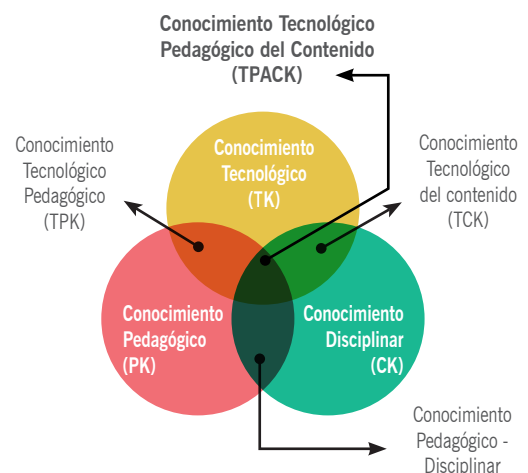 Conocimiento Tecnológico
Pedagógico del Contenido
(TPACK)
Conocimiento
Tecnológico
Pedagógico
(TPK)
Conocimiento
Tecnológico
(TK)
Conocimiento
Tecnológico
del contenido
(TCK)
Conocimiento
Pedagógico
(PK)
Conocimiento
Disciplinar
(CK)
Conocimiento
Pedagógico -
Disciplinar